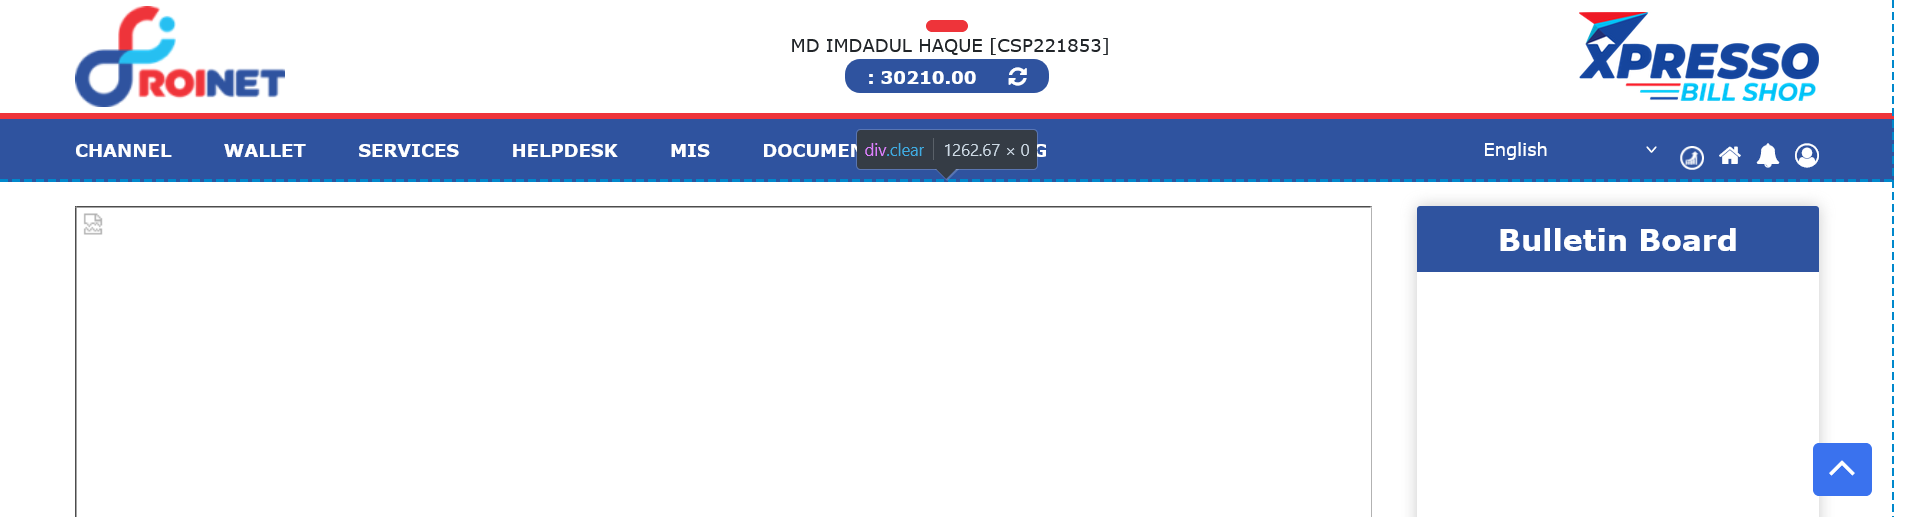 ROINET
MD IMDADUL HAQUE [CSP221853]
: 30210.00
XPRESSO
BILL SHOP
CHANNEL WALLET SERVICES HELPDESK MIS English
div.clear 1262.67 × 0
Bulletin Board